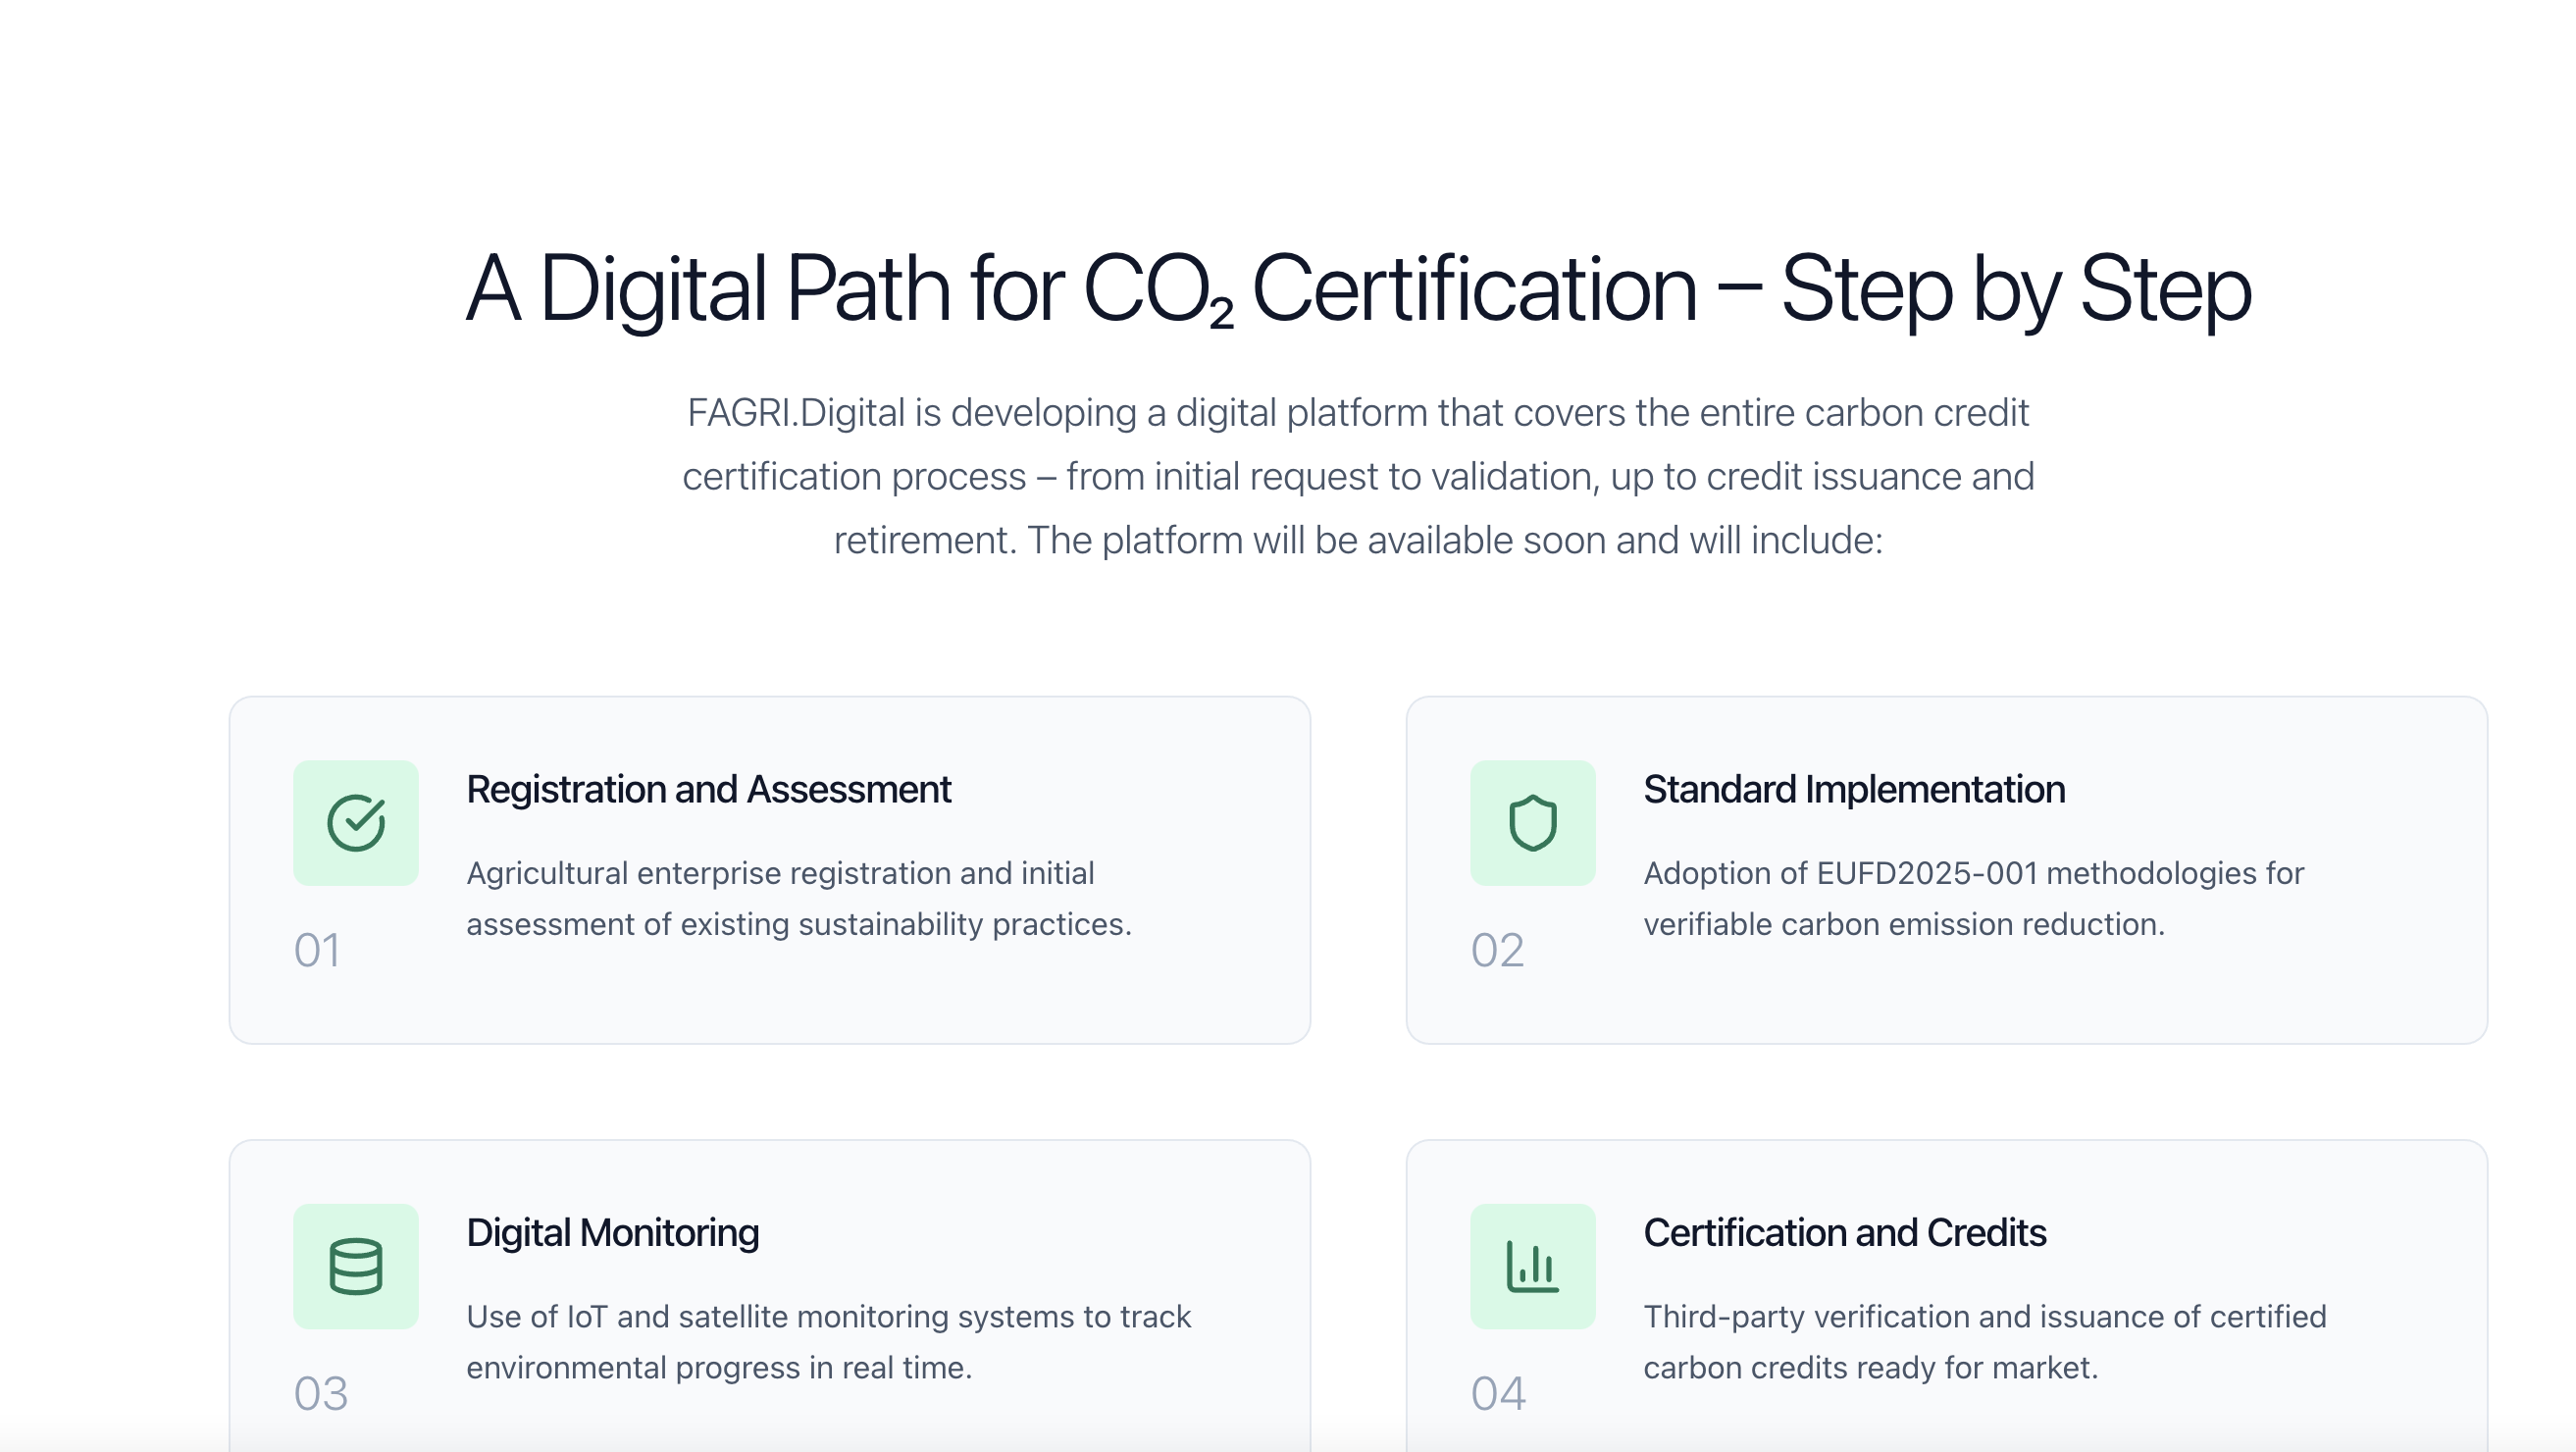 A Digital Path for CO₂ Certification – Step by Step
FAGRI.Digital is developing a digital platform that covers the entire carbon credit
certification process – from initial request to validation, up to credit issuance and
retirement. The platform will be available soon and will include:
Registration and Assessment
Agricultural enterprise registration and initial
assessment of existing sustainability practices.
01
Standard Implementation
Adoption of EUFD2025-001 methodologies for
verifiable carbon emission reduction.
02
Digital Monitoring
Use of IoT and satellite monitoring systems to track
environmental progress in real time.
03
Certification and Credits
Third-party verification and issuance of certified
carbon credits ready for market.
04